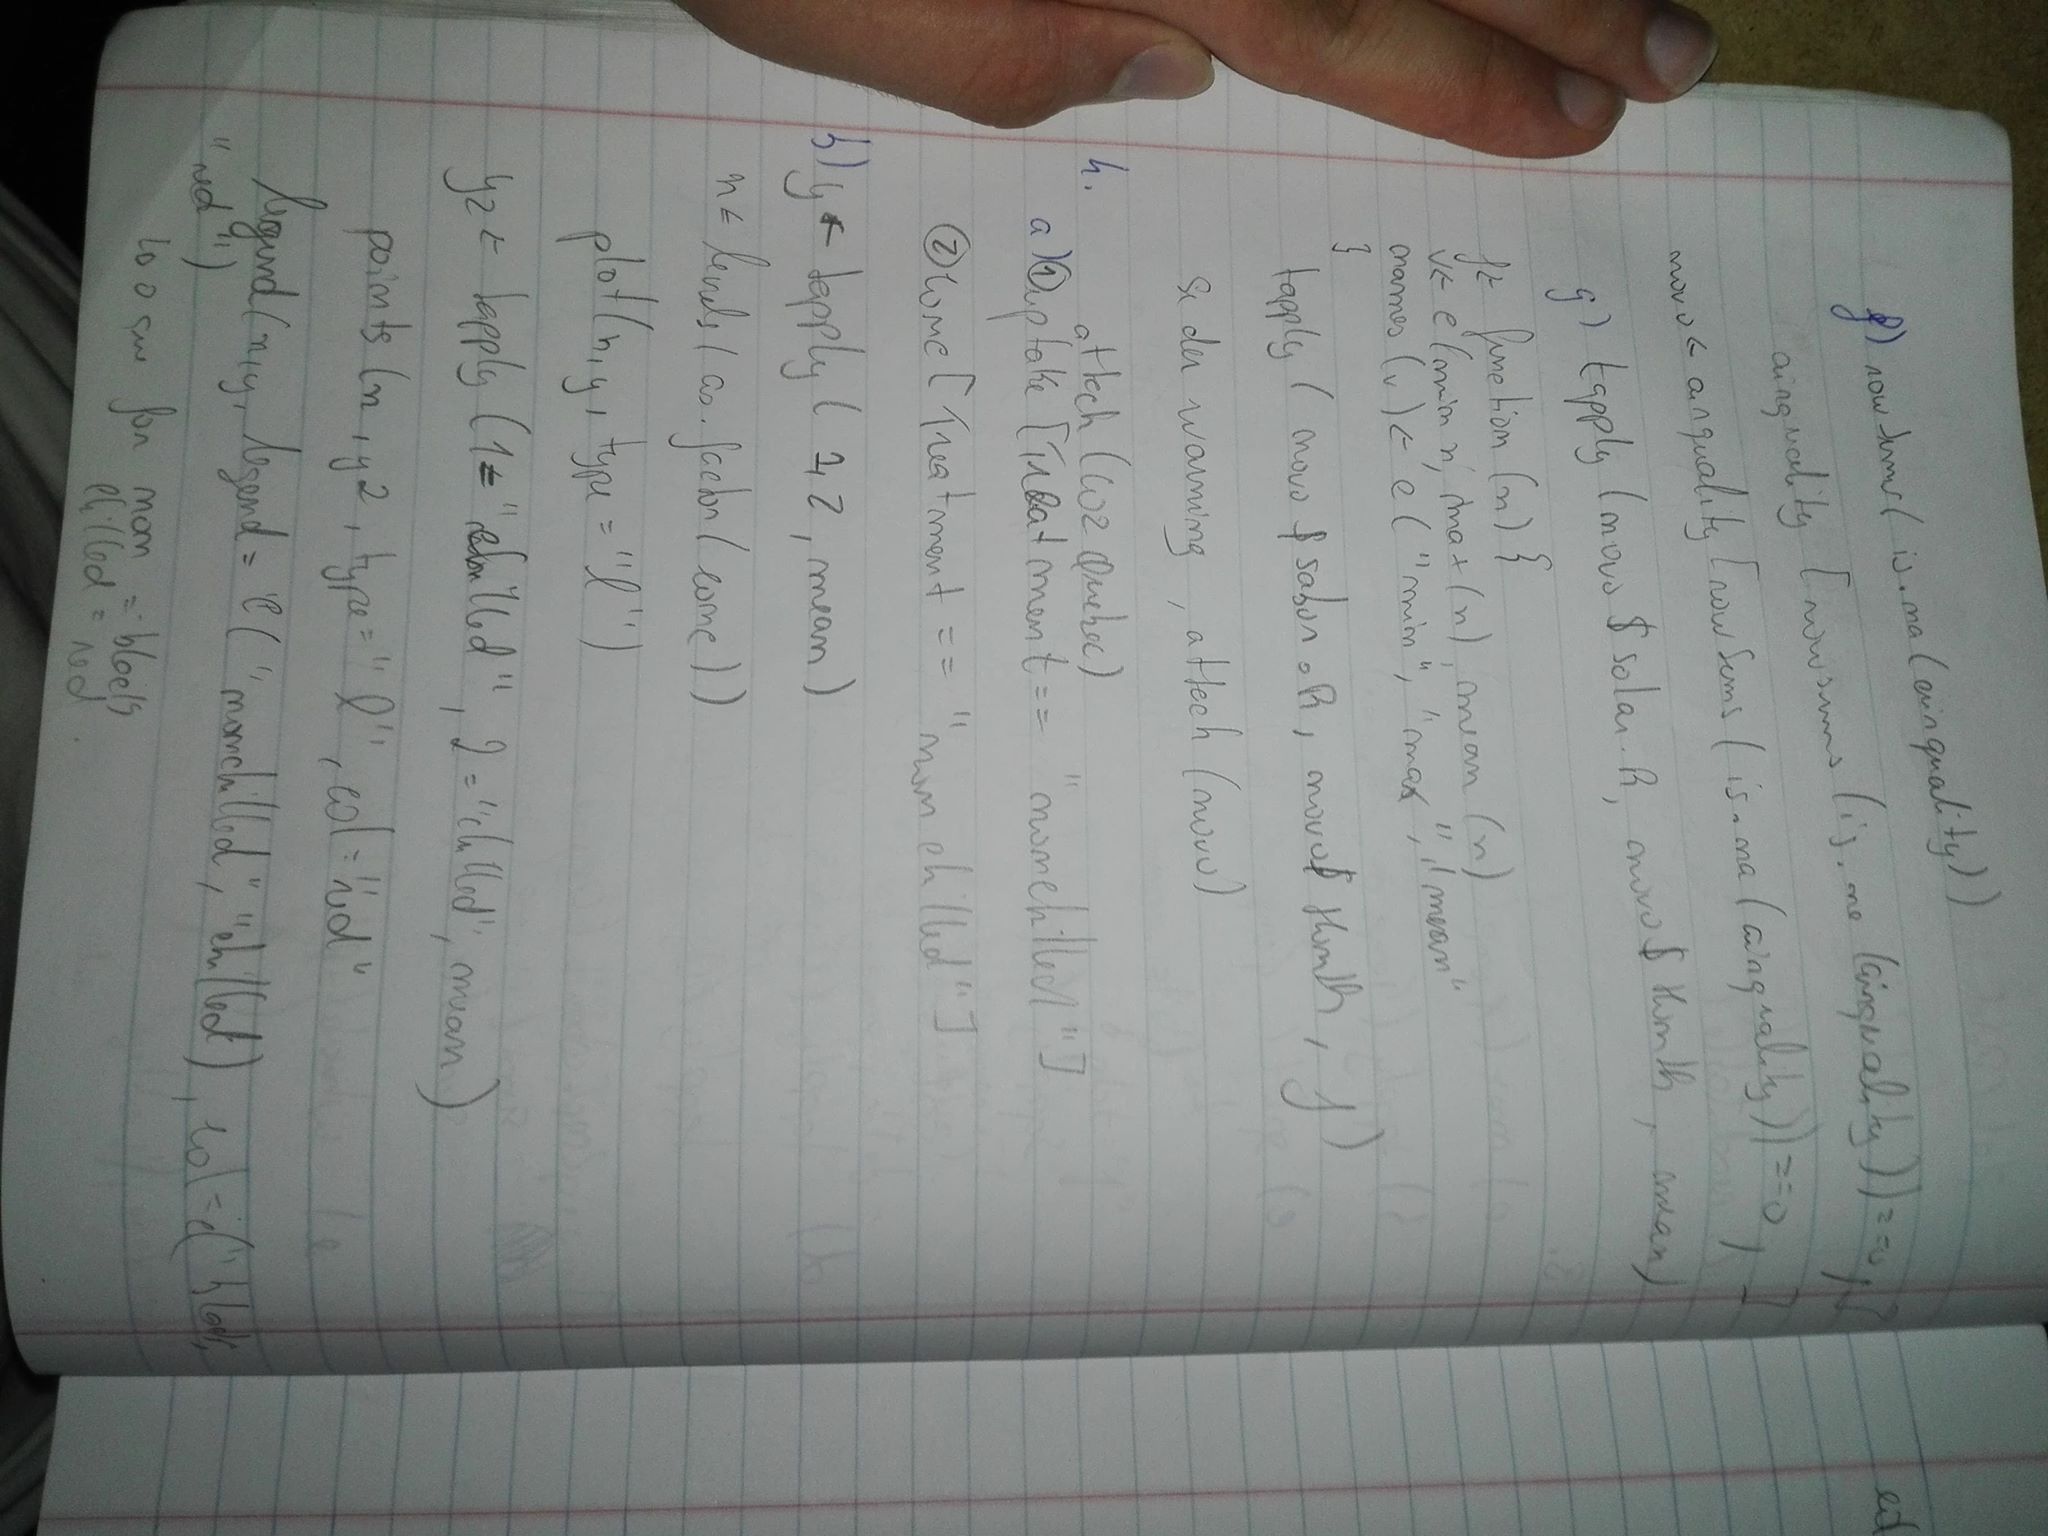 f) rowSums( is.na (airquality))
airquality [ rowsums (is.na (airquality)) ==0, ]
novo <- airquality [ rowSums ( is.na (airquality)) ==0, ]
g) tapply (novo $ solar.R, novo $ Month, mean)
f<- function (x) {
v<- c(min x, max (x), mean (x)
names (v) <- c( "min", "max", "mean"
}
tapply ( novo $ solar.R, novo$ Month, f)
Se der warning, attach (novo)
4. attach (CO2 Quebec)
a) ① uptake [Treatment == "nonchilled"]
② conc [Treatment == "nonchilled"]
b) y <- tapply ( 1, 2, mean)
x <- levels ( as.factor ( conc ))
plot (x, y, type = "l")
y2 <- tapply (1 = "chilled", 2 = "chilled", mean )
points (x, y2, type = "l", col = "red"
legend (x, y, legend = c( "nonchilled", "chilled), col = c("black,
"red")
o que for non = black
chilled = red.